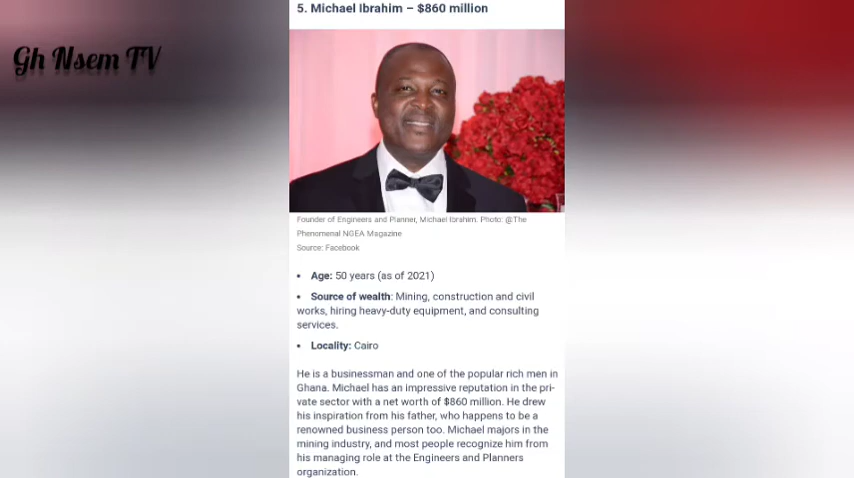 Gh Nsem TV
5. Michael Ibrahim – $860 million
Founder of Engineers and Planner, Michael Ibrahim. Photo: @The
Phenomenal NGEA Magazine
Source: Facebook
• Age: 50 years (as of 2021)
• Source of wealth: Mining, construction and civil
works, hiring heavy-duty equipment, and consulting
services.
• Locality: Cairo
He is a businessman and one of the popular rich men in
Ghana. Michael has an impressive reputation in the pri-
vate sector with a net worth of $860 million. He drew
his inspiration from his father, who happens to be a
renowned business person too. Michael majors in the
mining industry, and most people recognize him from
his managing role at the Engineers and Planners
organization.